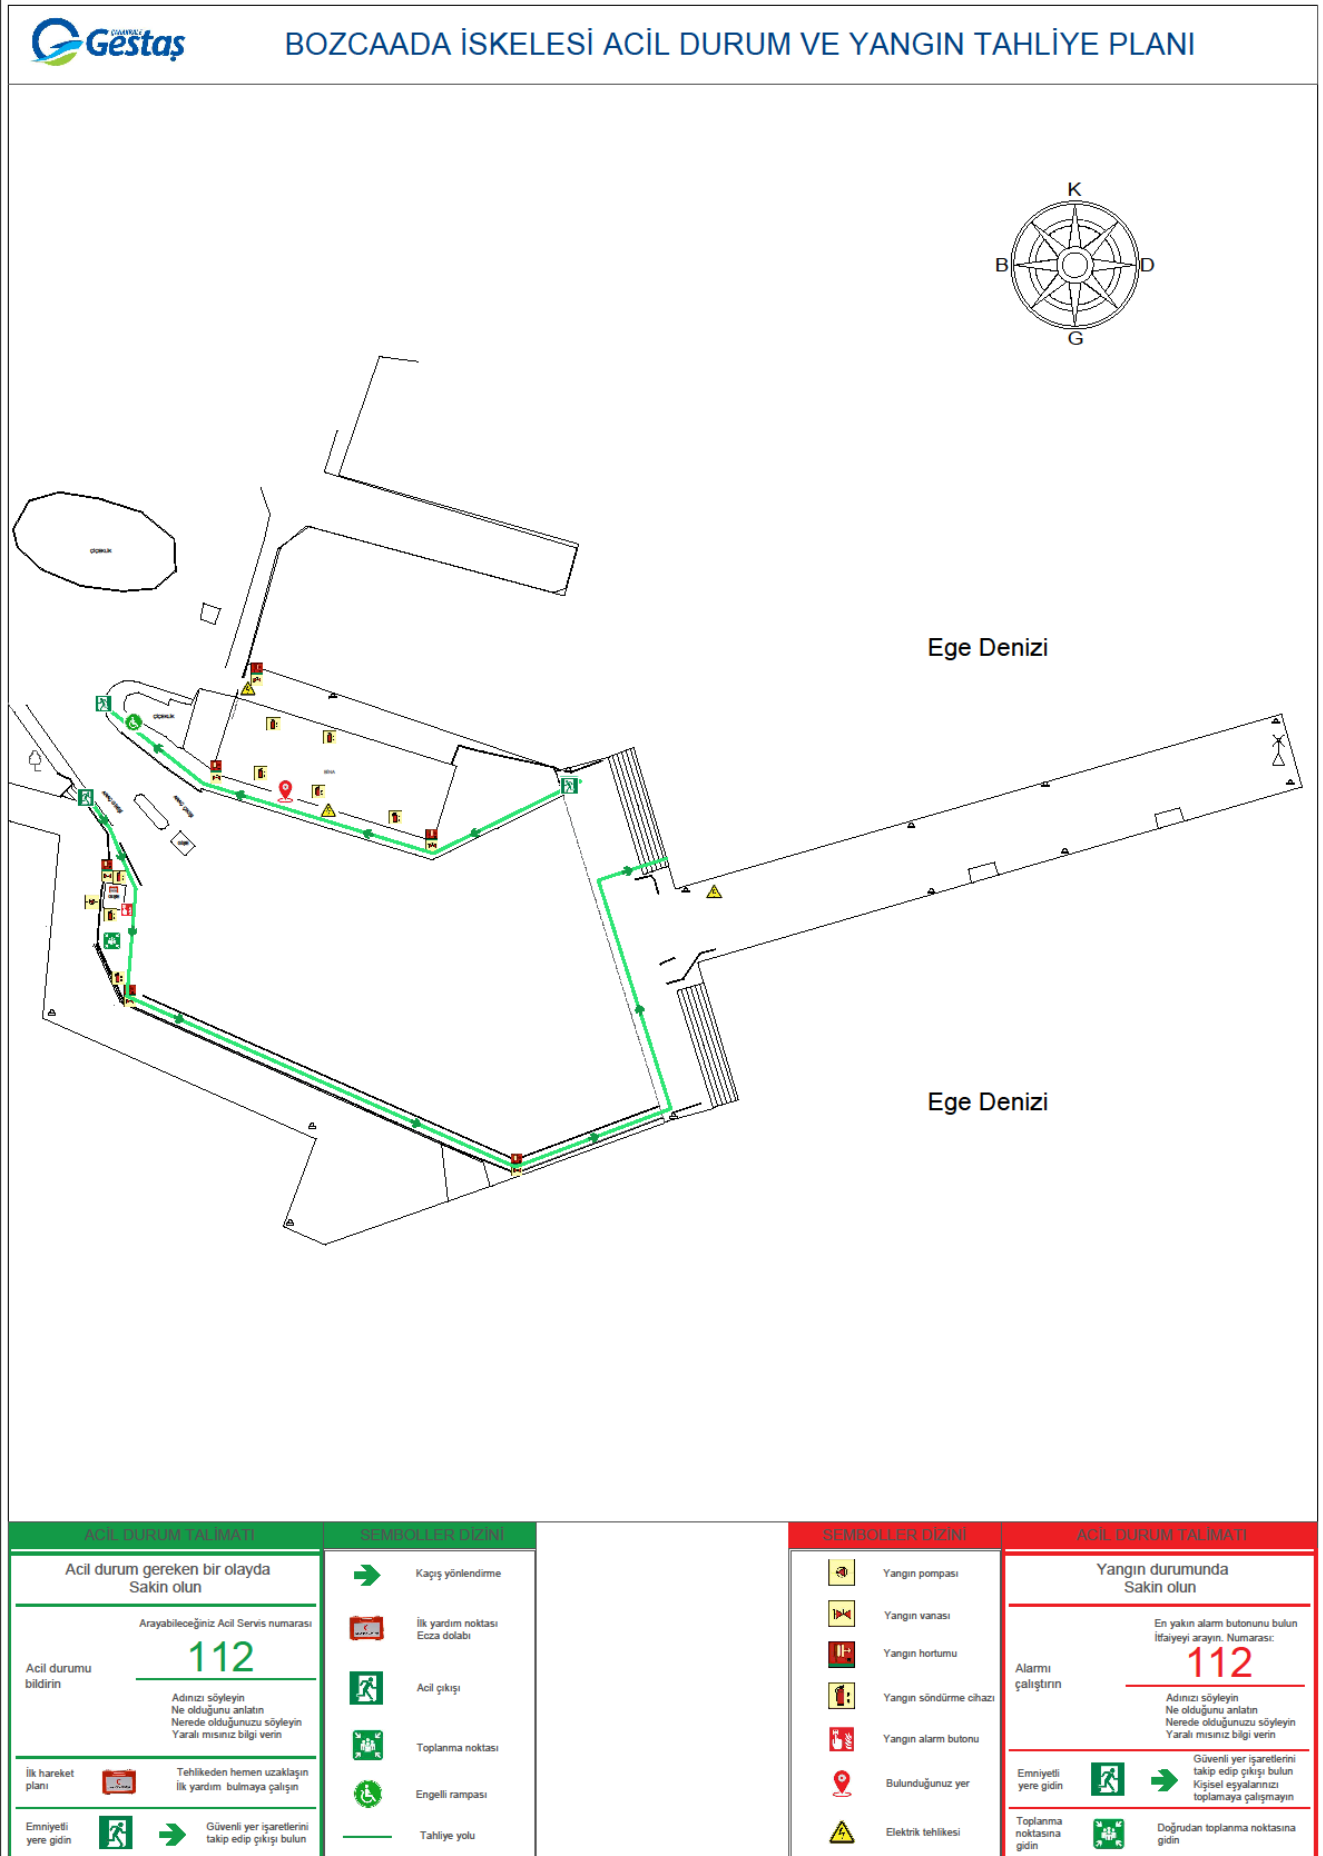 ÇANAKKALE
Gestaş
BOZCAADA İSKELESİ ACİL DURUM VE YANGIN TAHLİYE PLANI
K
B
D
G
ÇİÇEKLİK
Ege Denizi
ÇİÇEKLİK
BİNA
Ege Denizi
ACİL DURUM TALİMATI
Acil durum gereken bir olayda
Sakin olun
Arayabileceğiniz Acil Servis numarası
112
Acil durumu
bildirin
Adınızı söyleyin
Ne olduğunu anlatın
Nerede olduğunuzu söyleyin
Yaralı mısınız bilgi verin
İlk hareket
planı
Tehlikeden hemen uzaklaşın
İlk yardım bulmaya çalışın
Emniyetli
yere gidin
Güvenli yer işaretlerini
takip edip çıkışı bulun
SEMBOLLER DİZİNİ
Kaçış yönlendirme
İlk yardım noktası
Ecza dolabı
Acil çıkışı
Toplanma noktası
Engelli rampası
Tahliye yolu
SEMBOLLER DİZİNİ
Yangın pompası
Yangın vanası
Yangın hortumu
Yangın söndürme cihazı
Yangın alarm butonu
Bulunduğunuz yer
Elektrik tehlikesi
ACİL DURUM TALİMATI
Yangın durumunda
Sakin olun
En yakın alarm butonunu bulun
İtfaiyeyi arayın. Numarası:
112
Alarmı
çalıştırın
Adınızı söyleyin
Ne olduğunu anlatın
Nerede olduğunuzu söyleyin
Yaralı mısınız bilgi verin
Emniyetli
yere gidin
Güvenli yer işaretlerini
takip edip çıkışı bulun
Kişisel eşyalarınızı
toplamaya çalışmayın
Toplanma
noktasına
gidin
Doğrudan toplanma noktasına
gidin